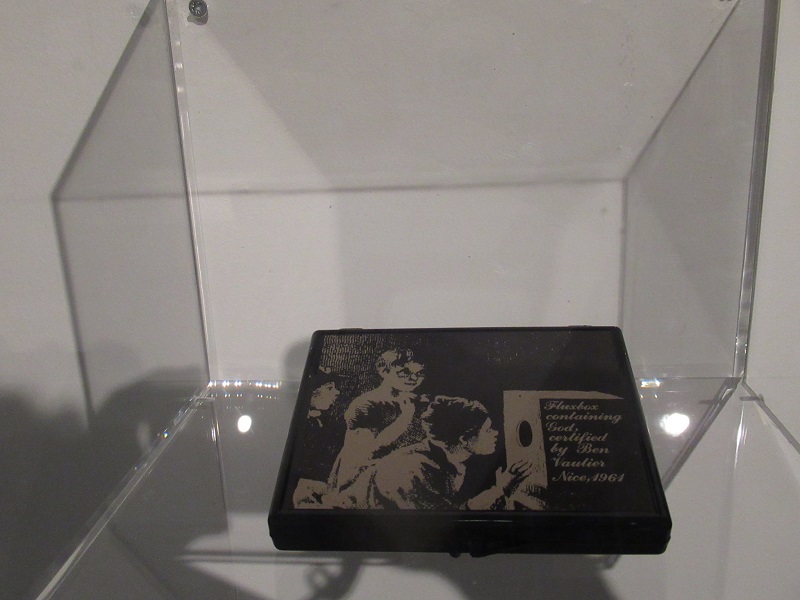 Fluxbox
containing
God,
certified
by Ben
Vautier
Nice, 1961